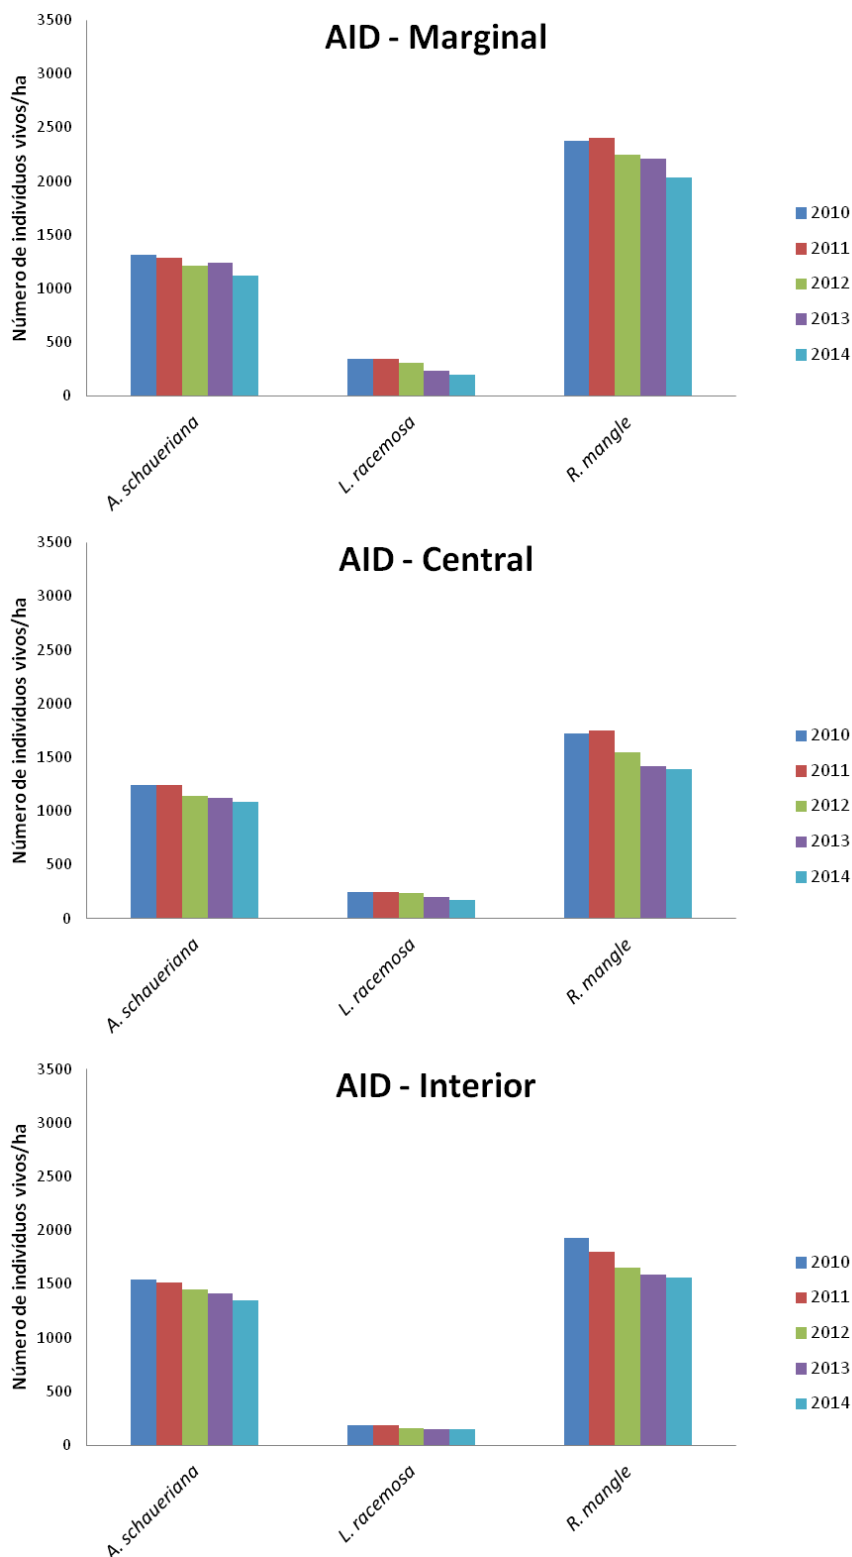 AID - Marginal
Número de indivíduos vivos/ha
3500
3000
2500
2000
1500
1000
500
0
A. schaueriana
L. racemosa
R. mangle
2010
2011
2012
2013
2014
AID - Central
Número de indivíduos vivos/ha
3500
3000
2500
2000
1500
1000
500
0
A. schaueriana
L. racemosa
R. mangle
2010
2011
2012
2013
2014
AID - Interior
Número de indivíduos vivos/ha
3500
3000
2500
2000
1500
1000
500
0
A. schaueriana
L. racemosa
R. mangle
2010
2011
2012
2013
2014